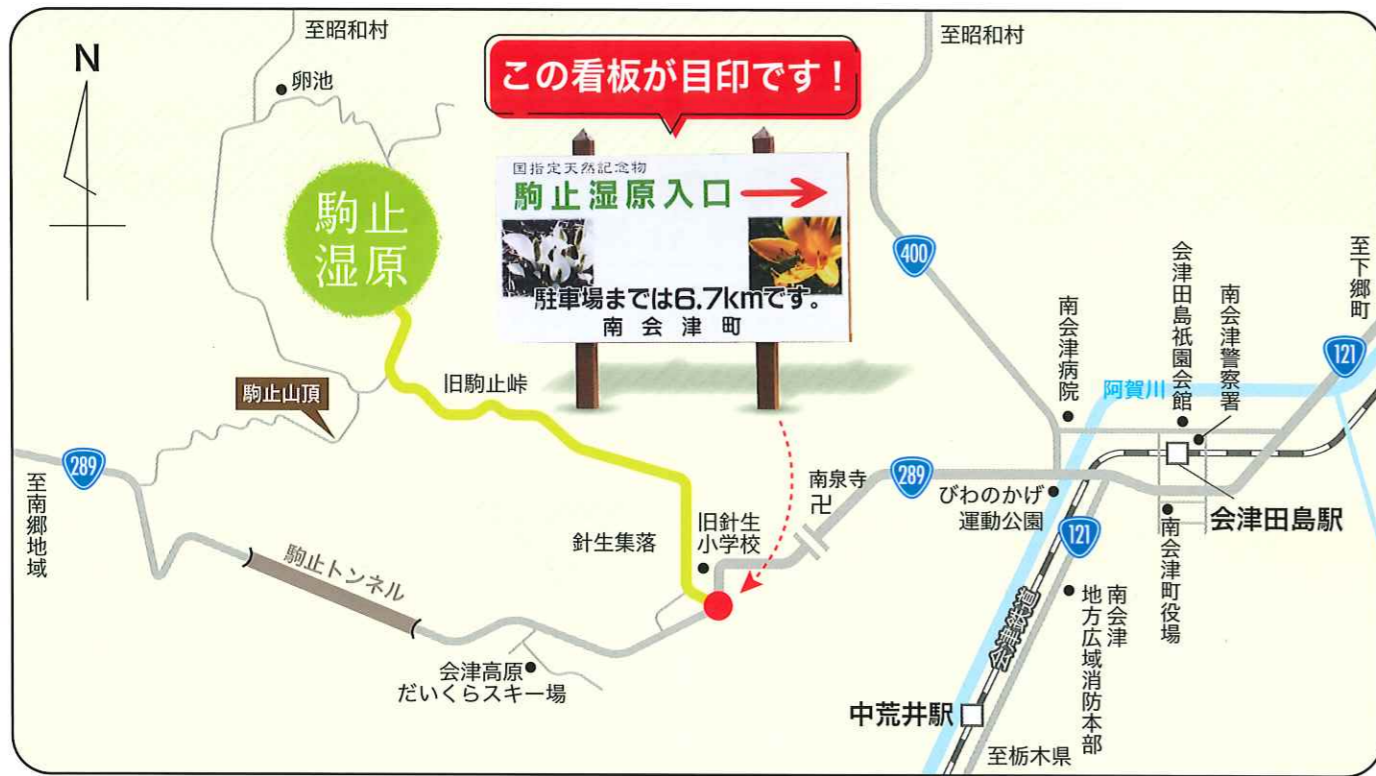 至昭和村
N
卵池
駒止
湿原
この看板が目印です！
国指定天然記念物
駒止湿原入口
駐車場までは6.7kmです。
南会津町
至昭和村
400
至下郷町
121
南会津警察署
会津田島祇園会館
南会津病院
阿賀川
旧駒止峠
駒止山頂
289
至南郷地域
駒止トンネル
針生集落
旧針生
小学校
南泉寺
卍
289
びわのかげ
運動公園
会津田島駅
121
南会津町役場
南会津
地方広域消防本部
会津鉄道
会津高原
だいくらスキー場
中荒井駅
至栃木県